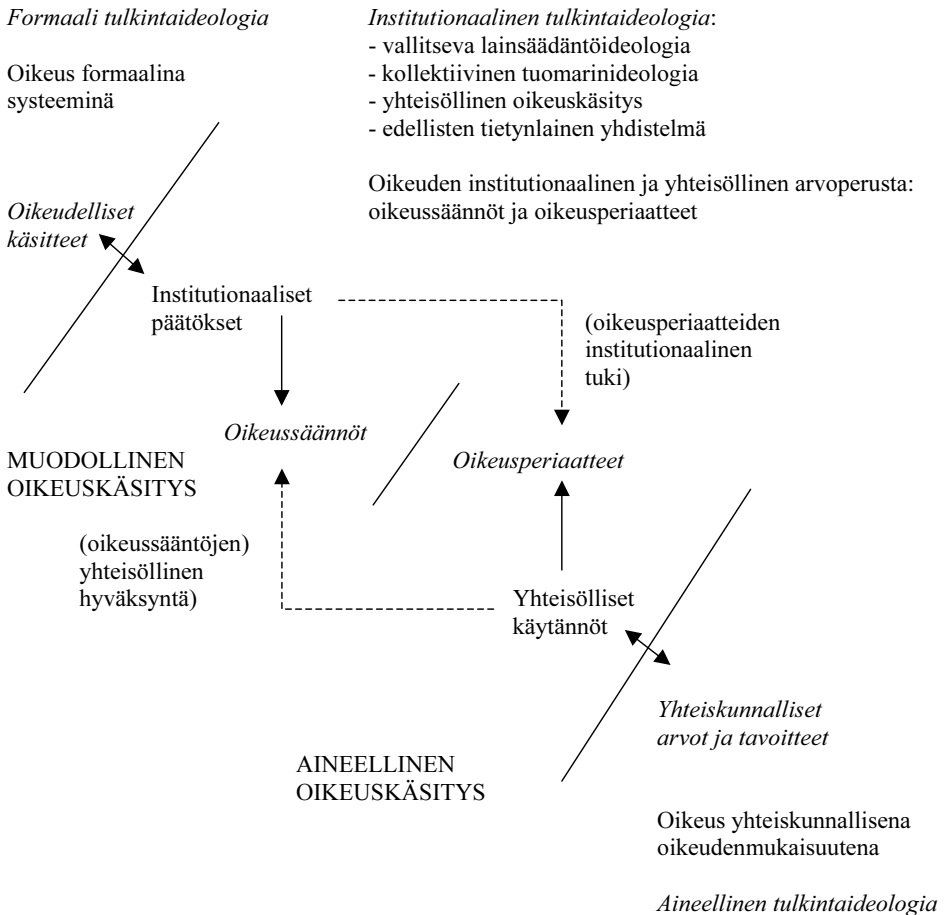 Formaali tulkintaideologia
Oikeus formaalina
systeeminä
Institutionaalinen tulkintaideologia:
- vallitseva lainsäädäntöideologia
- kollektiivinen tuomarinideologia
- yhteisöllinen oikeuskäsitys
- edellisten tietynlainen yhdistelmä
Oikeuden institutionaalinen ja yhteisöllinen arvoperusta:
oikeussäännöt ja oikeusperiaatteet
Oikeudelliset
käsitteet
Institutionaaliset
päätökset
(oikeusperiaatteiden
institutionaalinen
tuki)
Oikeussäännöt
Oikeusperiaatteet
MUODOLLINEN
OIKEUSKÄSITYS
(oikeussääntöjen)
yhteisöllinen
hyväksyntä)
Yhteisölliset
käytännöt
Yhteiskunnalliset
arvot ja tavoitteet
AINEELLINEN
OIKEUSKÄSITYS
Oikeus yhteiskunnallisena
oikeudenmukaisuutena
Aineellinen tulkintaideologia